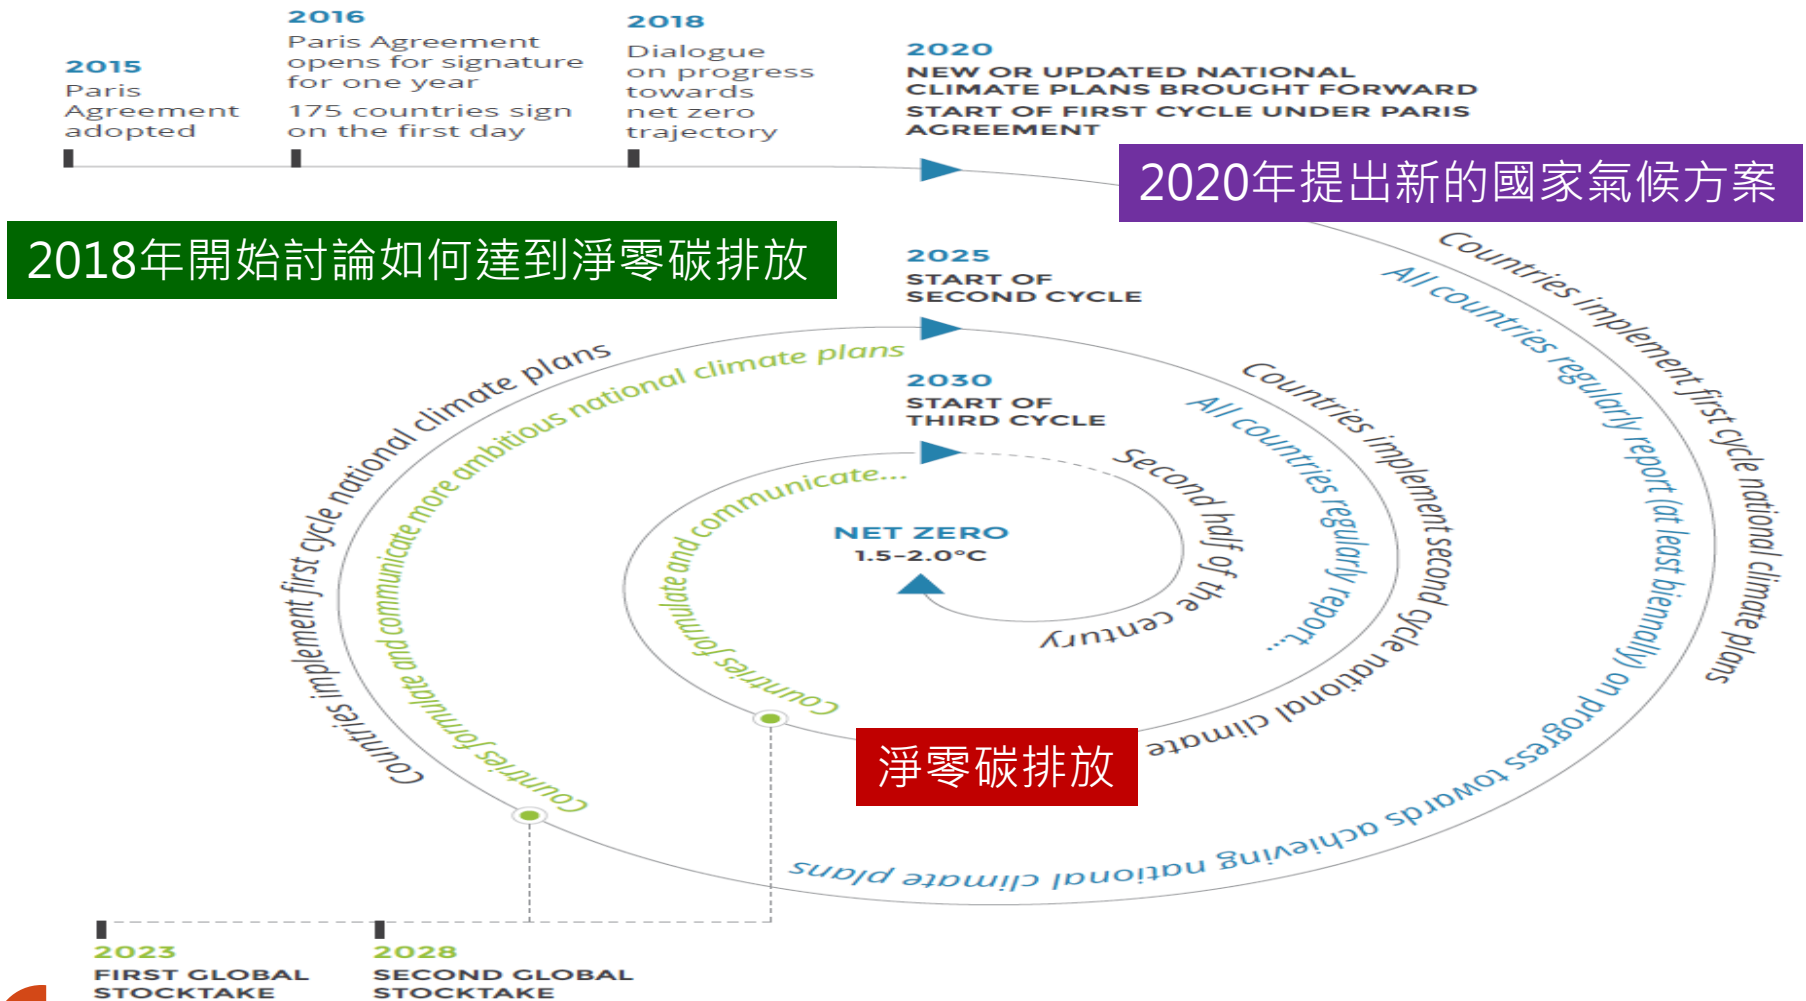 2015
Paris
Agreement
adopted
2016
Paris Agreement
opens for signature
for one year
175 countries sign
on the first day
2018
Dialogue
on progress
towards
net zero
trajectory
2020
NEW OR UPDATED NATIONAL
CLIMATE PLANS BROUGHT FORWARD
START OF FIRST CYCLE UNDER PARIS
AGREEMENT
2020年提出新的國家氣候方案
2018年開始討論如何達到淨零碳排放
Countries implement first cycle national climate plans
All countries regularly report (at least biennally) on progress towards achieving national climate plans
2025
START OF
SECOND CYCLE
Countries implement first cycle national climate plans
Countries formulate and communicate more ambitious national climate plans
2030
START OF
THIRD CYCLE
Countries implement second cycle national climate
All countries regularly report...
Countries formulate and communicate...
Second half of the century
NET ZERO
1.5-2.0°C
淨零碳排放
2023
FIRST GLOBAL
STOCKTAKE
2028
SECOND GLOBAL
STOCKTAKE